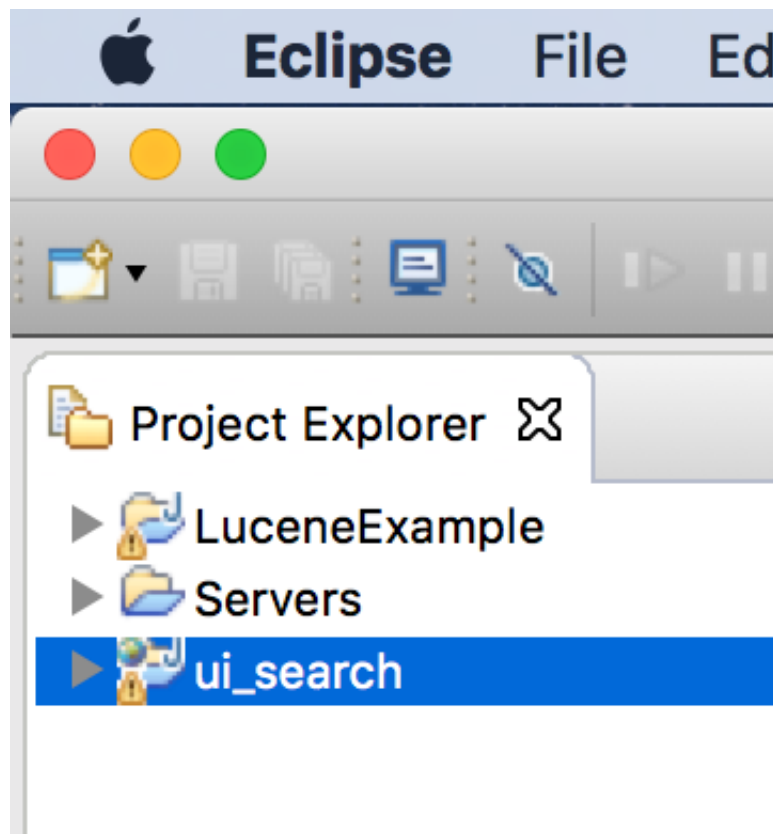 Eclipse File Ed
Project Explorer
LuceneExample
Servers
ui_search